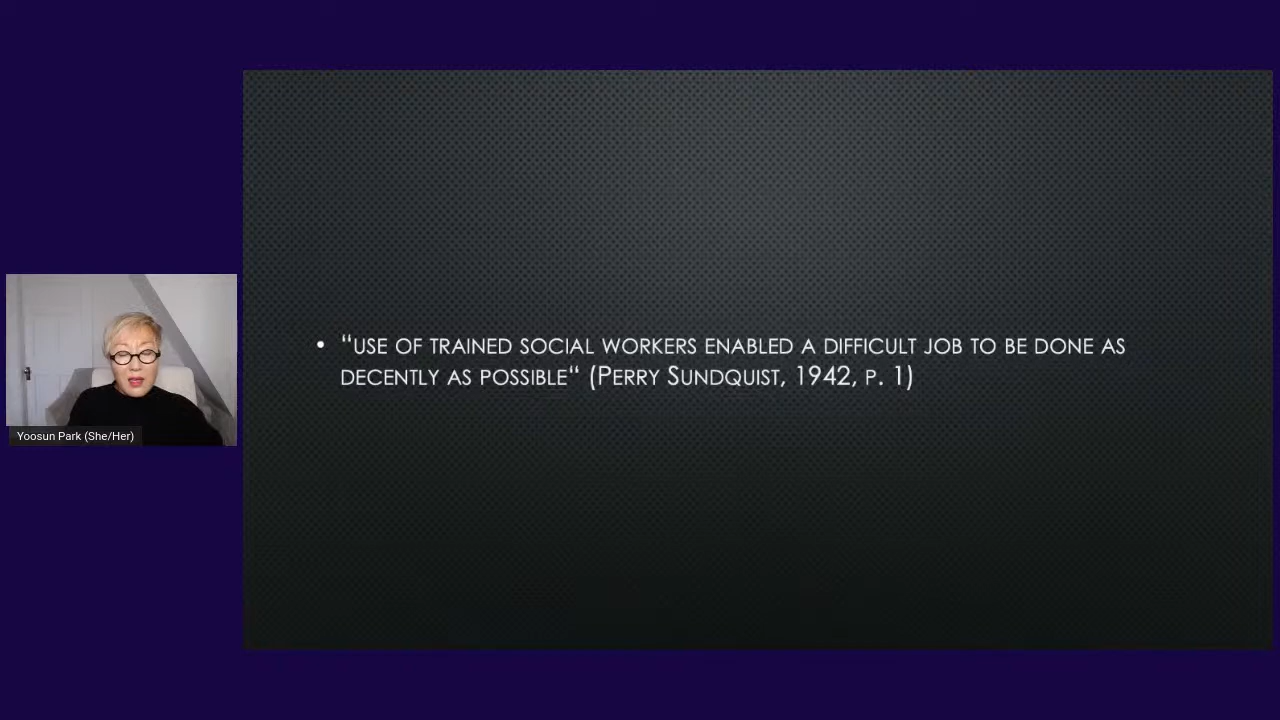 • “USE OF TRAINED SOCIAL WORKERS ENABLED A DIFFICULT JOB TO BE DONE AS
DECENTLY AS POSSIBLE“ (PERRY SUNDQUIST, 1942, P. 1)
Yoosun Park (She/Her)